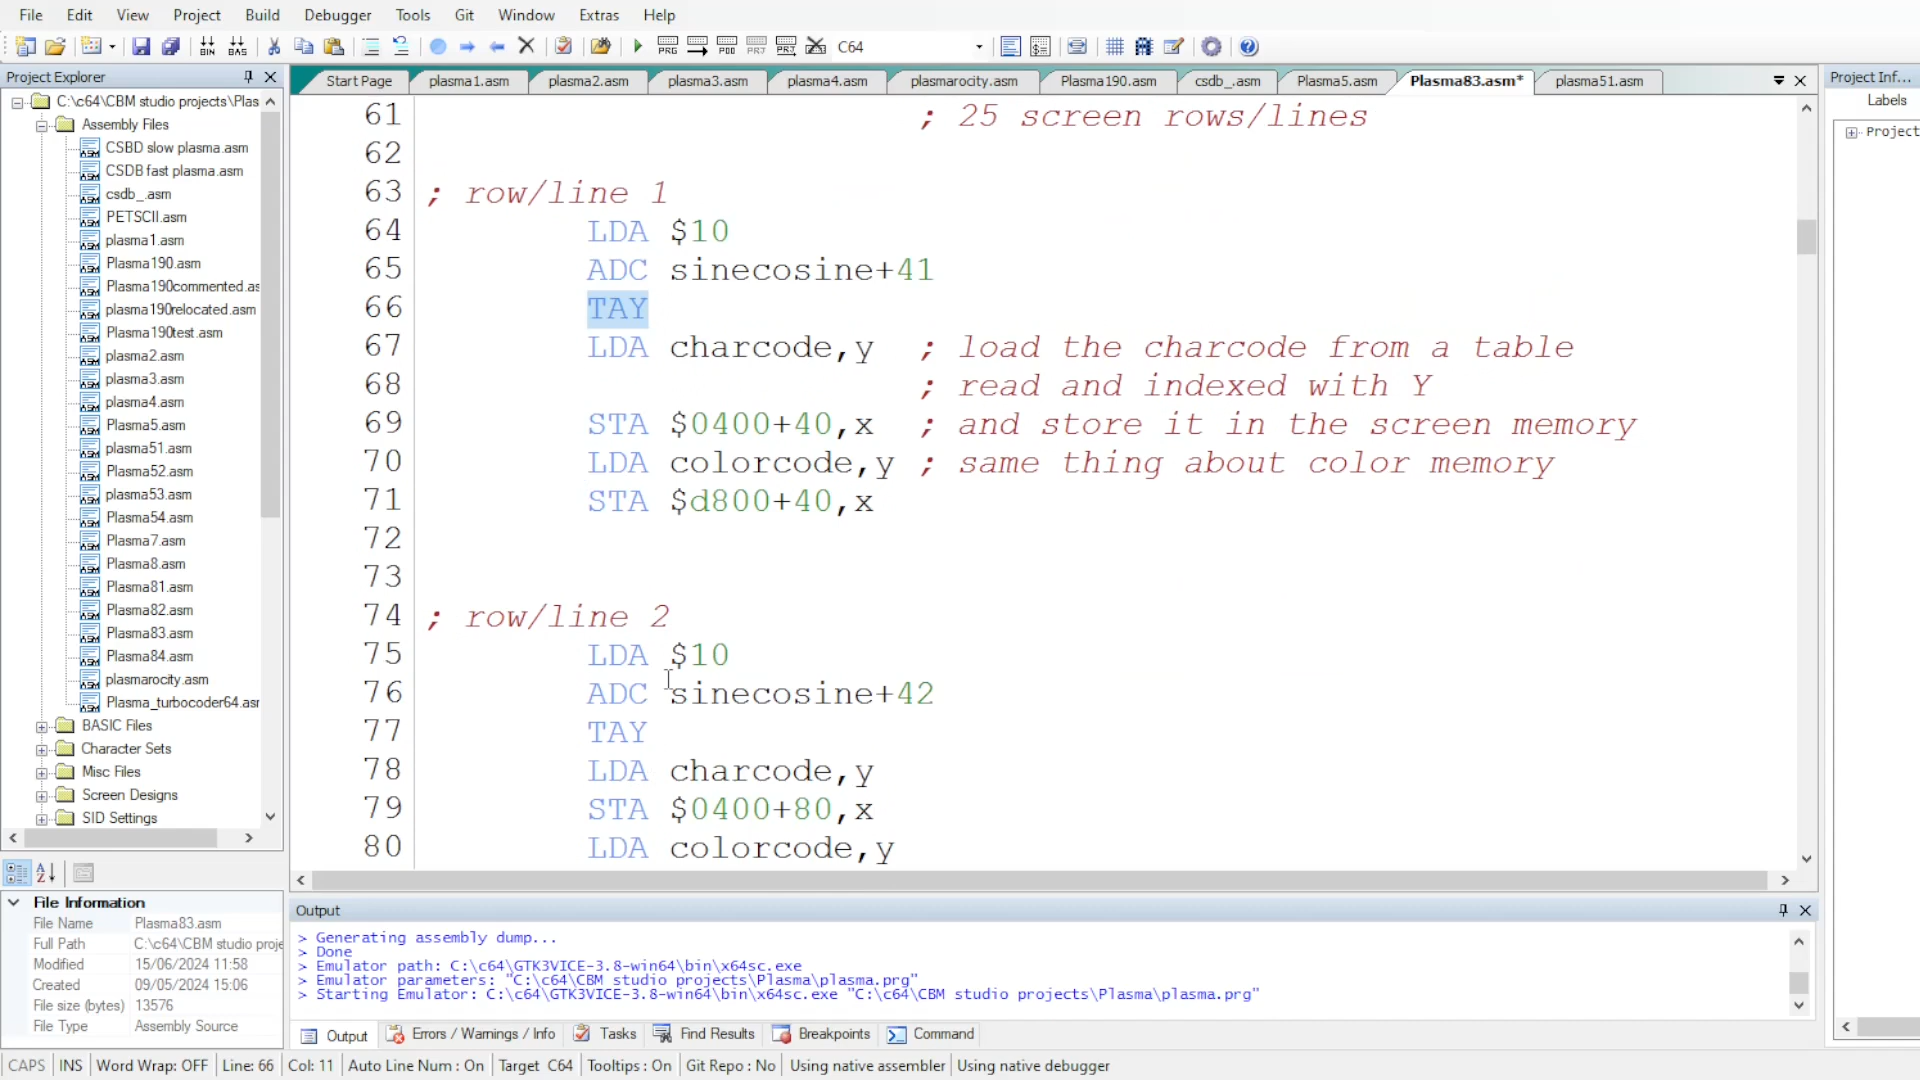 File Edit View Project Build Debugger Tools Git Window Extras Help
BIN BAS PRG PDB PRJ PRJ C64
Project Explorer
Start Page plasma1.asm plasma2.asm plasma3.asm plasma4.asm plasmarocity.asm Plasma190.asm csdb_.asm Plasma5.asm Plasma83.asm* plasma51.asm
Project Inf...
Labels
Project
C:\c64\CBM studio projects\Plas
Assembly Files
CSBD slow plasma.asm
CSDB fast plasma.asm
csdb_.asm
PETSCII.asm
plasma1.asm
Plasma190.asm
Plasma190commented.as
plasma190relocated.asm
Plasma190test.asm
plasma2.asm
plasma3.asm
plasma4.asm
Plasma5.asm
plasma51.asm
Plasma52.asm
plasma53.asm
Plasma54.asm
Plasma7.asm
Plasma8.asm
Plasma81.asm
Plasma82.asm
Plasma83.asm
Plasma84.asm
plasmarocity.asm
Plasma_turbocoder64.asm
BASIC Files
Character Sets
Misc Files
Screen Designs
SID Settings
61 ; 25 screen rows/lines
62
63 ; row/line 1
64 LDA $10
65 ADC sinecosine+41
66 TAY
67 LDA charcode,y ; load the charcode from a table
68 ; read and indexed with Y
69 STA $0400+40,x ; and store it in the screen memory
70 LDA colorcode,y ; same thing about color memory
71 STA $d800+40,x
72
73
74 ; row/line 2
75 LDA $10
76 ADC sinecosine+42
77 TAY
78 LDA charcode,y
79 STA $0400+80,x
80 LDA colorcode,y
File Information
File Name Plasma83.asm
Full Path C:\c64\CBM studio proje
Modified 15/06/2024 11:58
Created 09/05/2024 15:06
File size (bytes) 13576
File Type Assembly Source
Output
> Generating assembly dump...
> Done
> Emulator path: C:\c64\GTK3VICE-3.8-win64\bin\x64sc.exe
> Emulator parameters: "C:\c64\CBM studio projects\Plasma\plasma.prg"
> Starting Emulator: C:\c64\GTK3VICE-3.8-win64\bin\x64sc.exe "C:\c64\CBM studio projects\Plasma\plasma.prg"
Output Errors / Warnings / Info Tasks Find Results Breakpoints Command
CAPS INS Word Wrap: OFF Line: 66 Col: 11 Auto Line Num : On Target C64 Tooltips : On Git Repo : No Using native assembler Using native debugger